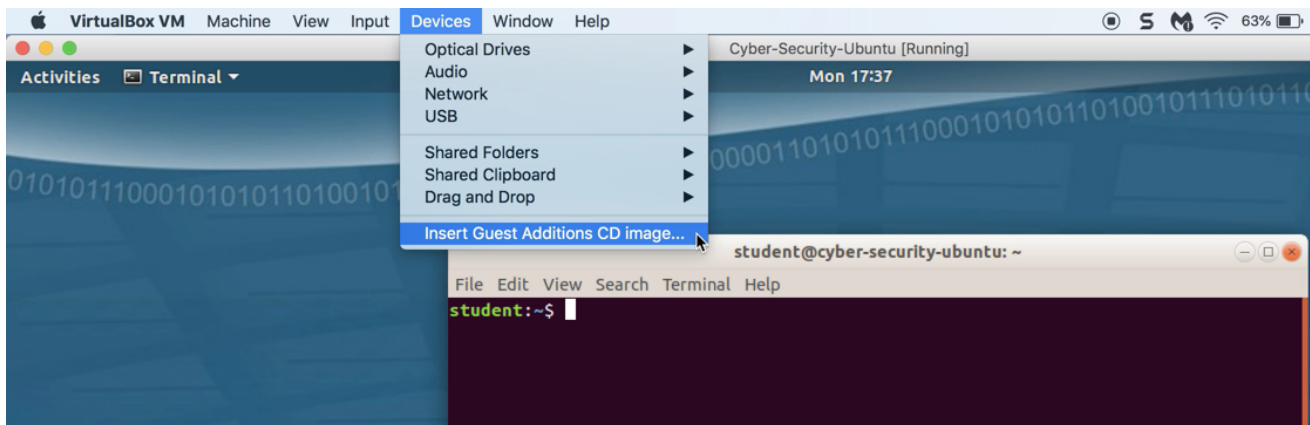 VirtualBox VM Machine View Input Devices Window Help 63%
Cyber-Security-Ubuntu [Running]
Activities Terminal Mon 17:37
Optical Drives
Audio
Network
USB
Shared Folders
Shared Clipboard
Drag and Drop
Insert Guest Additions CD image...
student@cyber-security-ubuntu: ~
File Edit View Search Terminal Help
student:~$